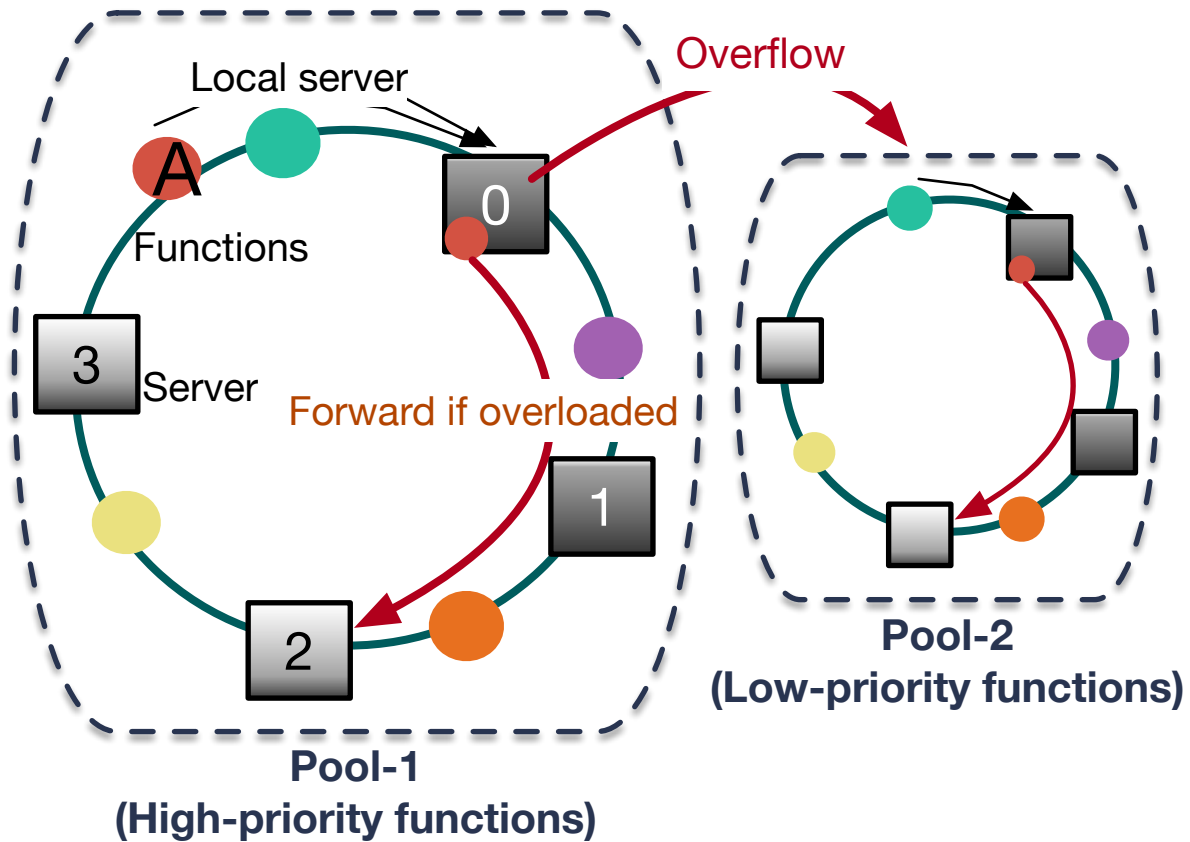 Overflow
Local server
A
0
Functions
3
Server
Forward if overloaded
1
2
Pool-2
(Low-priority functions)
Pool-1
(High-priority functions)